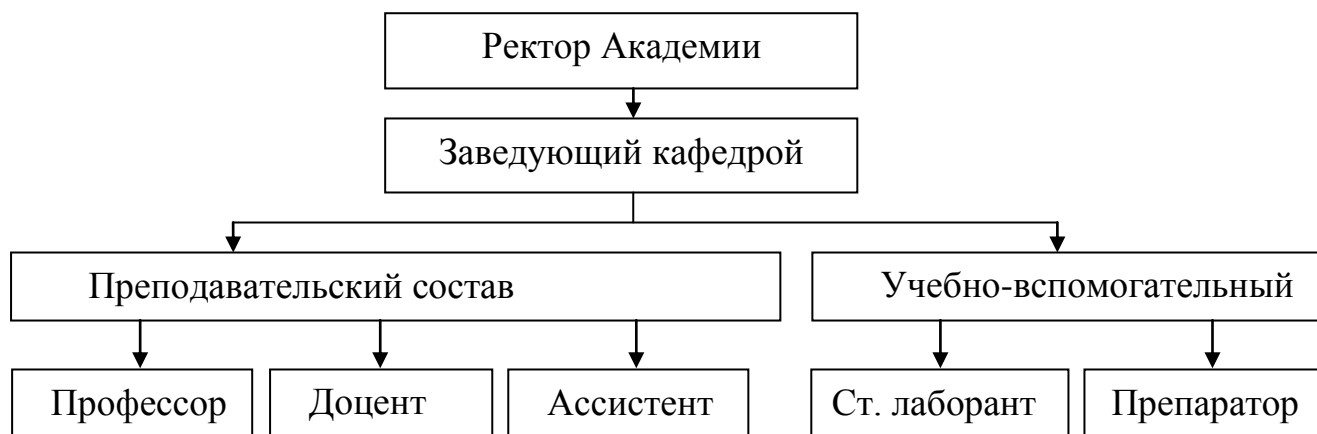 Ректор Академии
Заведующий кафедрой
Преподавательский состав
Учебно-вспомогательный
Профессор
Доцент
Ассистент
Ст. лаборант
Препаратор